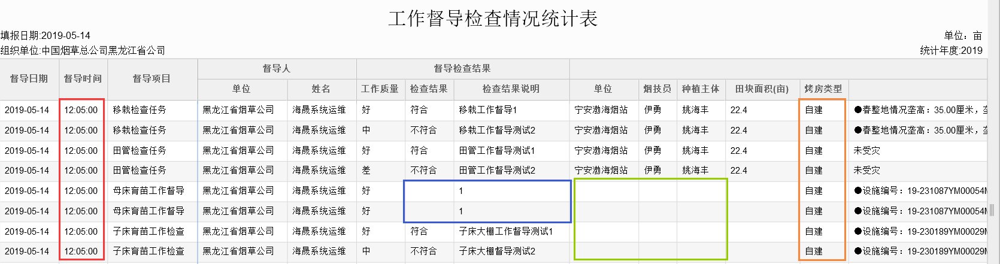 工作督导检查情况统计表
填报日期:2019-05-14 单位：亩
组织单位:中国烟草总公司黑龙江省公司 统计年度:2019
督导日期 督导时间 督导项目 督导人 督导检查结果
单位 姓名 工作质量 检查结果 检查结果说明 单位 烟技员 种植主体 田块面积(亩) 烤房类型
2019-05-14 12:05:00 移栽检查任务 黑龙江省烟草公司 海晟系统运维 好 符合 移栽工作督导1 宁安渤海烟站 伊勇 姚海丰 22.4 自建 ●春整地情况垄高：35.00厘米，垄
2019-05-14 12:05:00 移栽检查任务 黑龙江省烟草公司 海晟系统运维 中 不符合 移栽工作督导测试2 宁安渤海烟站 伊勇 姚海丰 22.4 自建 ●春整地情况垄高：35.00厘米，垄
2019-05-14 12:05:00 田管检查任务 黑龙江省烟草公司 海晟系统运维 好 符合 田管工作督导测试1 宁安渤海烟站 伊勇 姚海丰 22.4 自建 未受灾
2019-05-14 12:05:00 田管检查任务 黑龙江省烟草公司 海晟系统运维 差 不符合 田管工作督导测试2 宁安渤海烟站 伊勇 姚海丰 22.4 自建 未受灾
2019-05-14 12:05:00 母床育苗工作督导 黑龙江省烟草公司 海晟系统运维 好 1 自建 ●设施编号：19-231087YM00054M
2019-05-14 12:05:00 母床育苗工作督导 黑龙江省烟草公司 海晟系统运维 好 1 自建 ●设施编号：19-231087YM00054M
2019-05-14 12:05:00 子床育苗工作检查 黑龙江省烟草公司 海晟系统运维 好 符合 子床大棚工作督导测试1 自建 ●设施编号：19-230189YM00029M
2019-05-14 12:05:00 子床育苗工作检查 黑龙江省烟草公司 海晟系统运维 中 不符合 子床大棚督导测试2 自建 ●设施编号：19-230189YM00029M